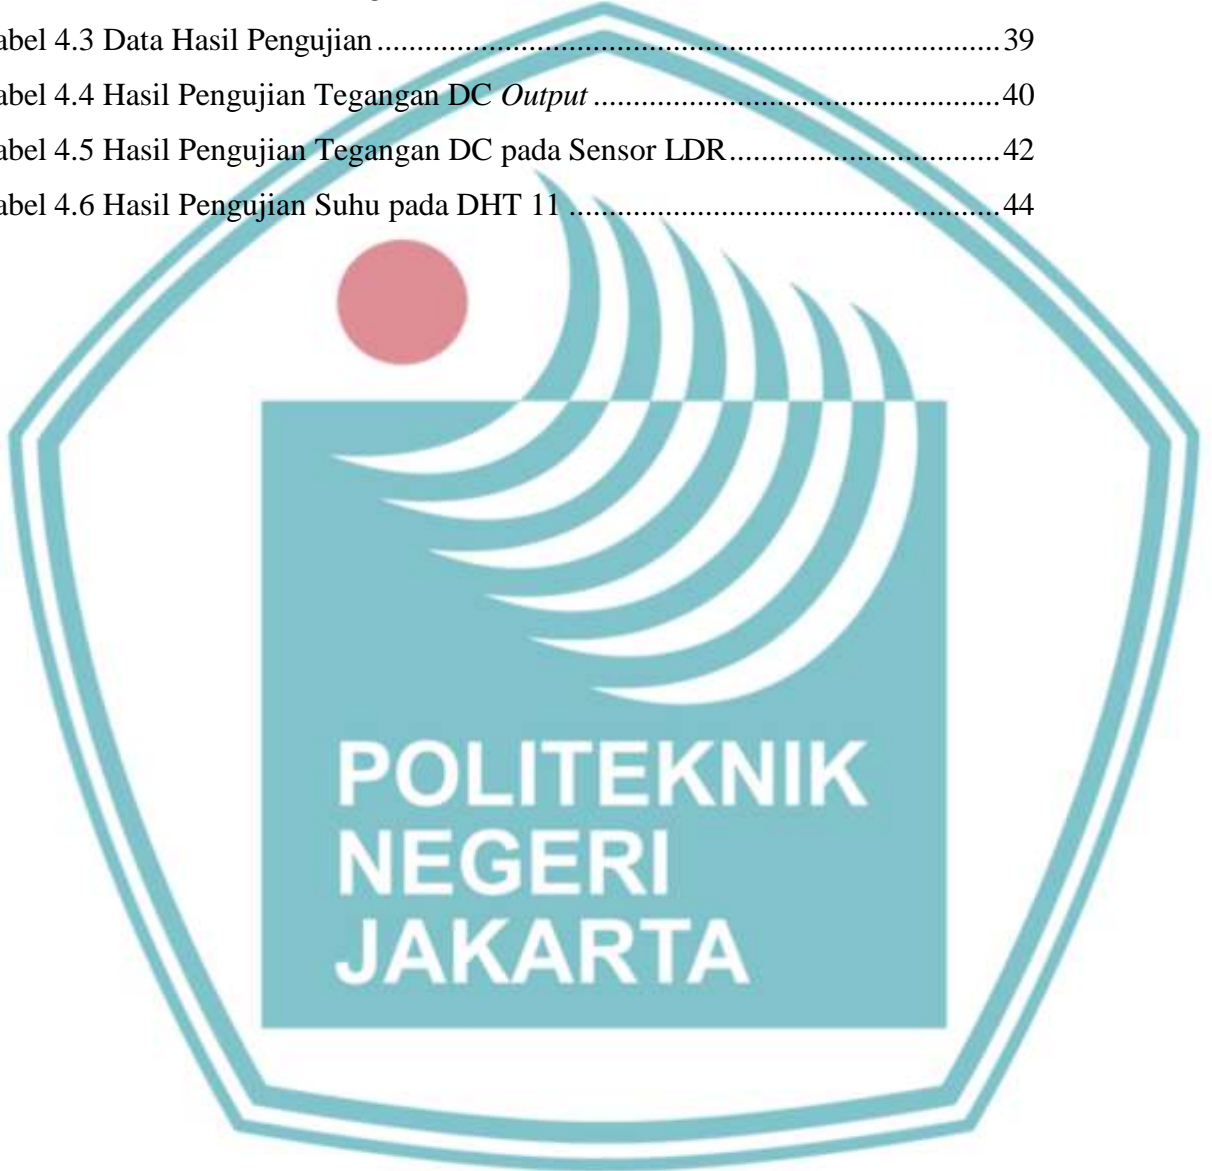 abel 4.3 Data Hasil Pengujian....................................................................39
abel 4.4 Hasil Pengujian Tegangan DC Output............................................40
abel 4.5 Hasil Pengujian Tegangan DC pada Sensor LDR.............................42
abel 4.6 Hasil Pengujian Suhu pada DHT 11...............................................44
POLITEKNIK
NEGERI
JAKARTA